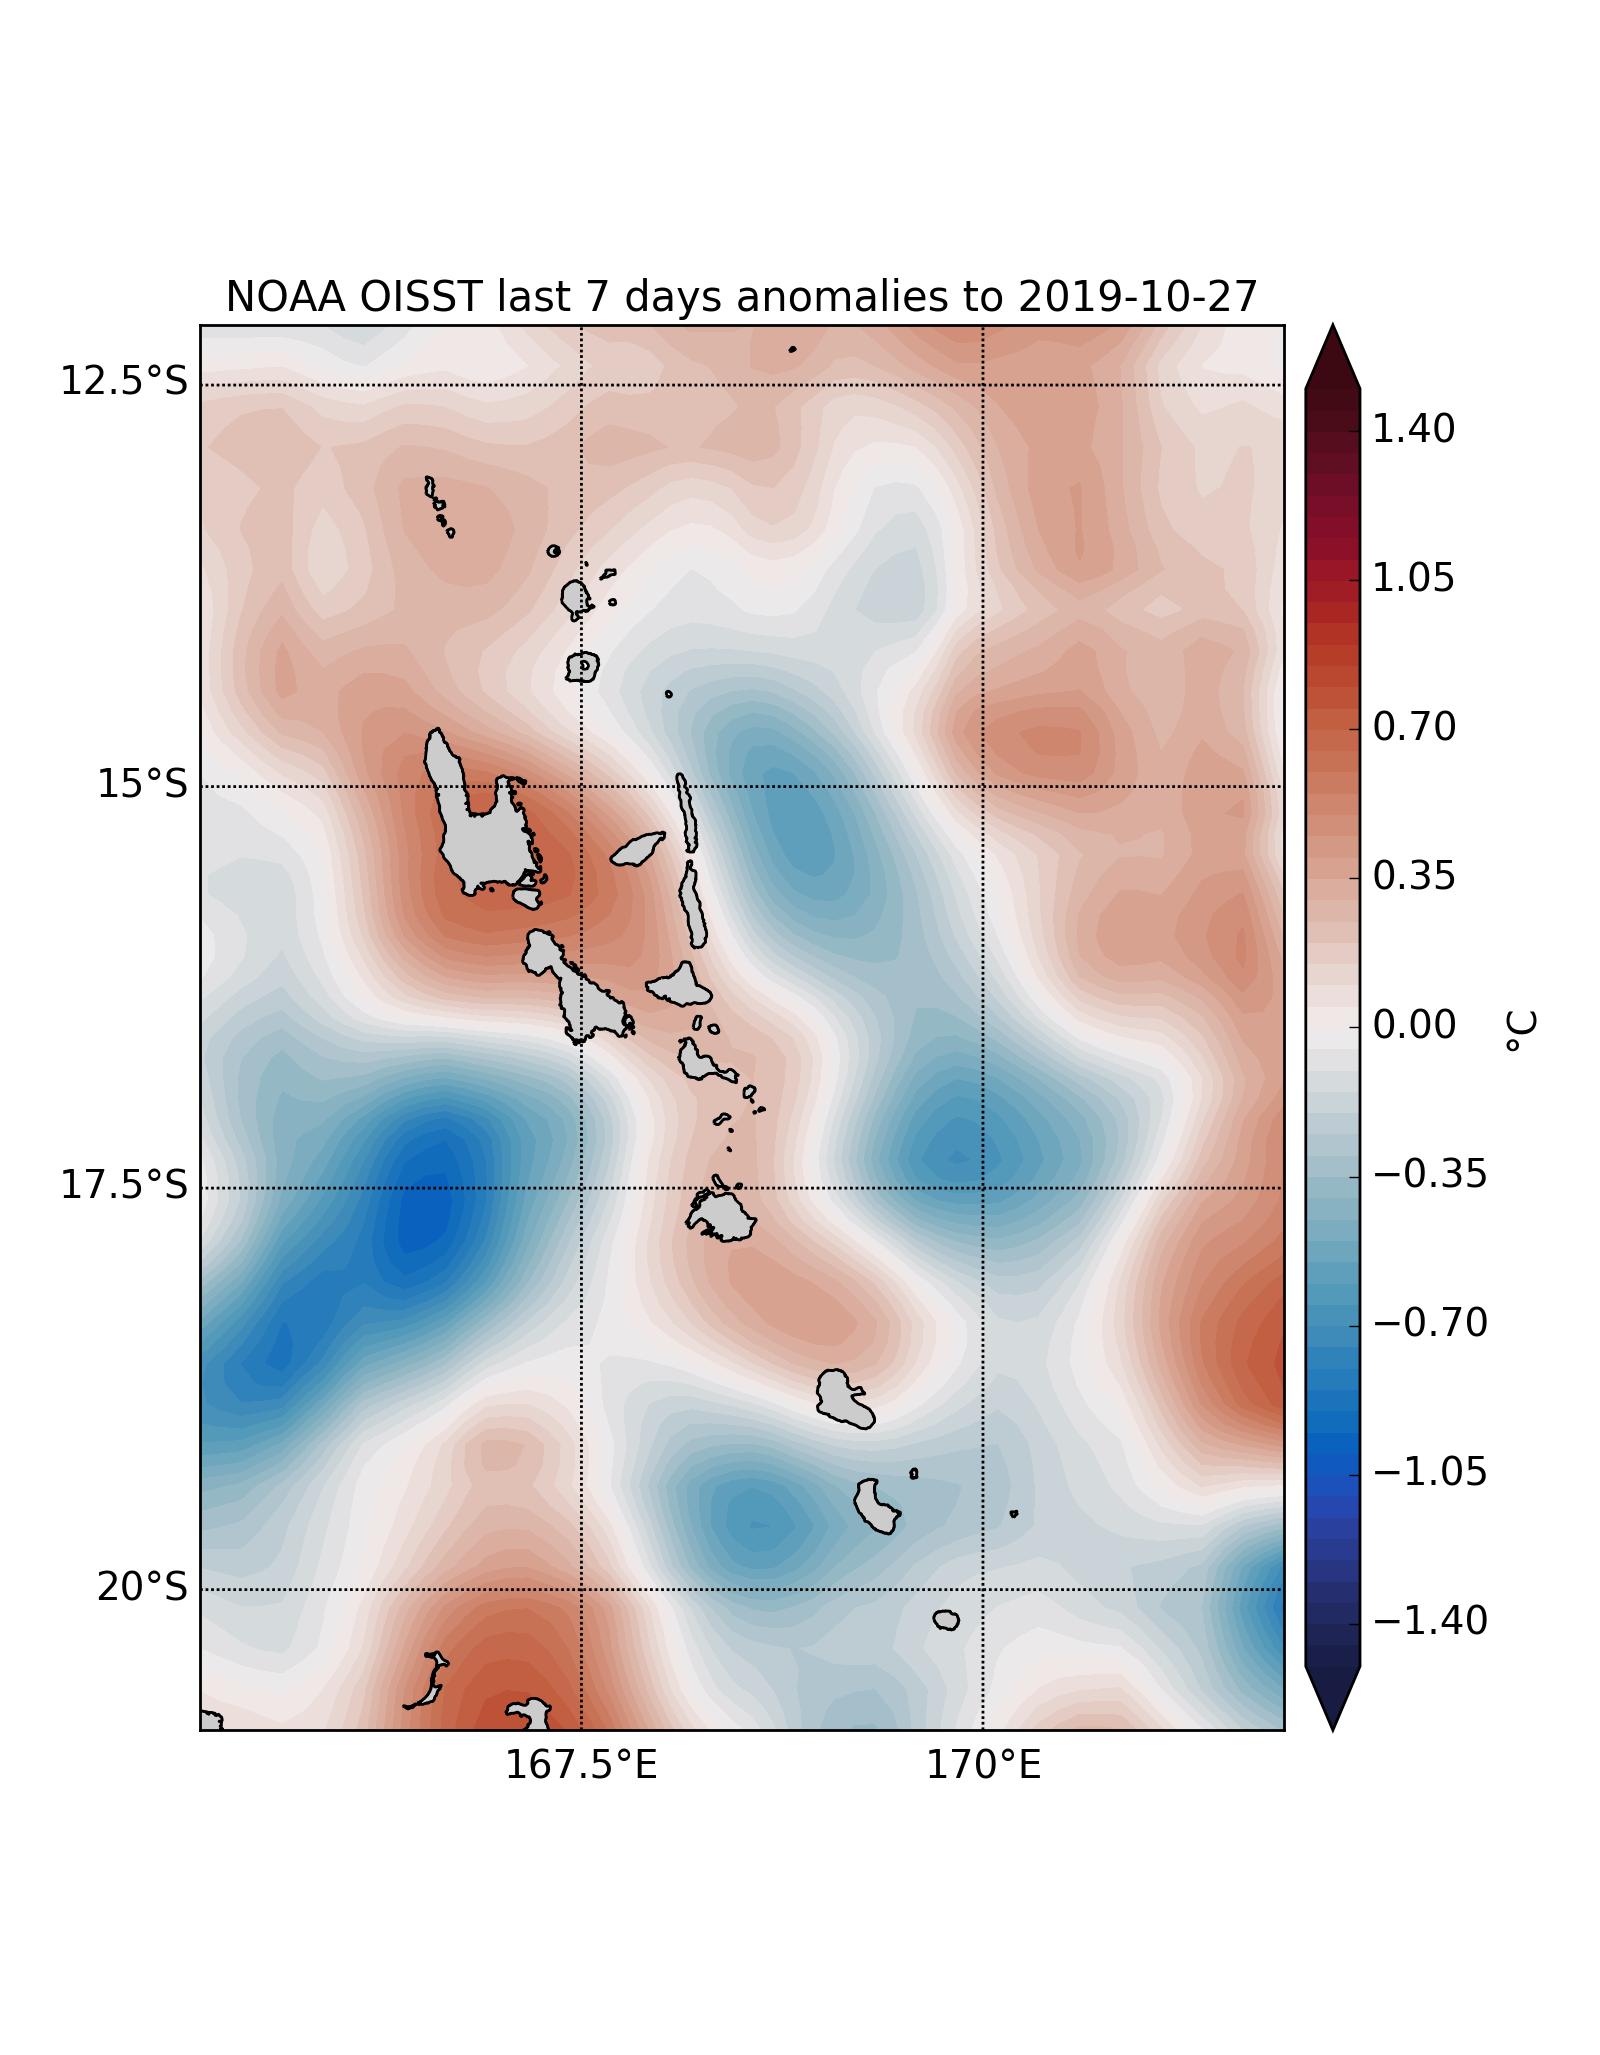 NOAA OISST last 7 days anomalies to 2019-10-27
12.5°S
15°S
17.5°S
20°S
167.5°E
170°E
1.40
1.05
0.70
0.35
0.00
−0.35
−0.70
−1.05
−1.40
°C